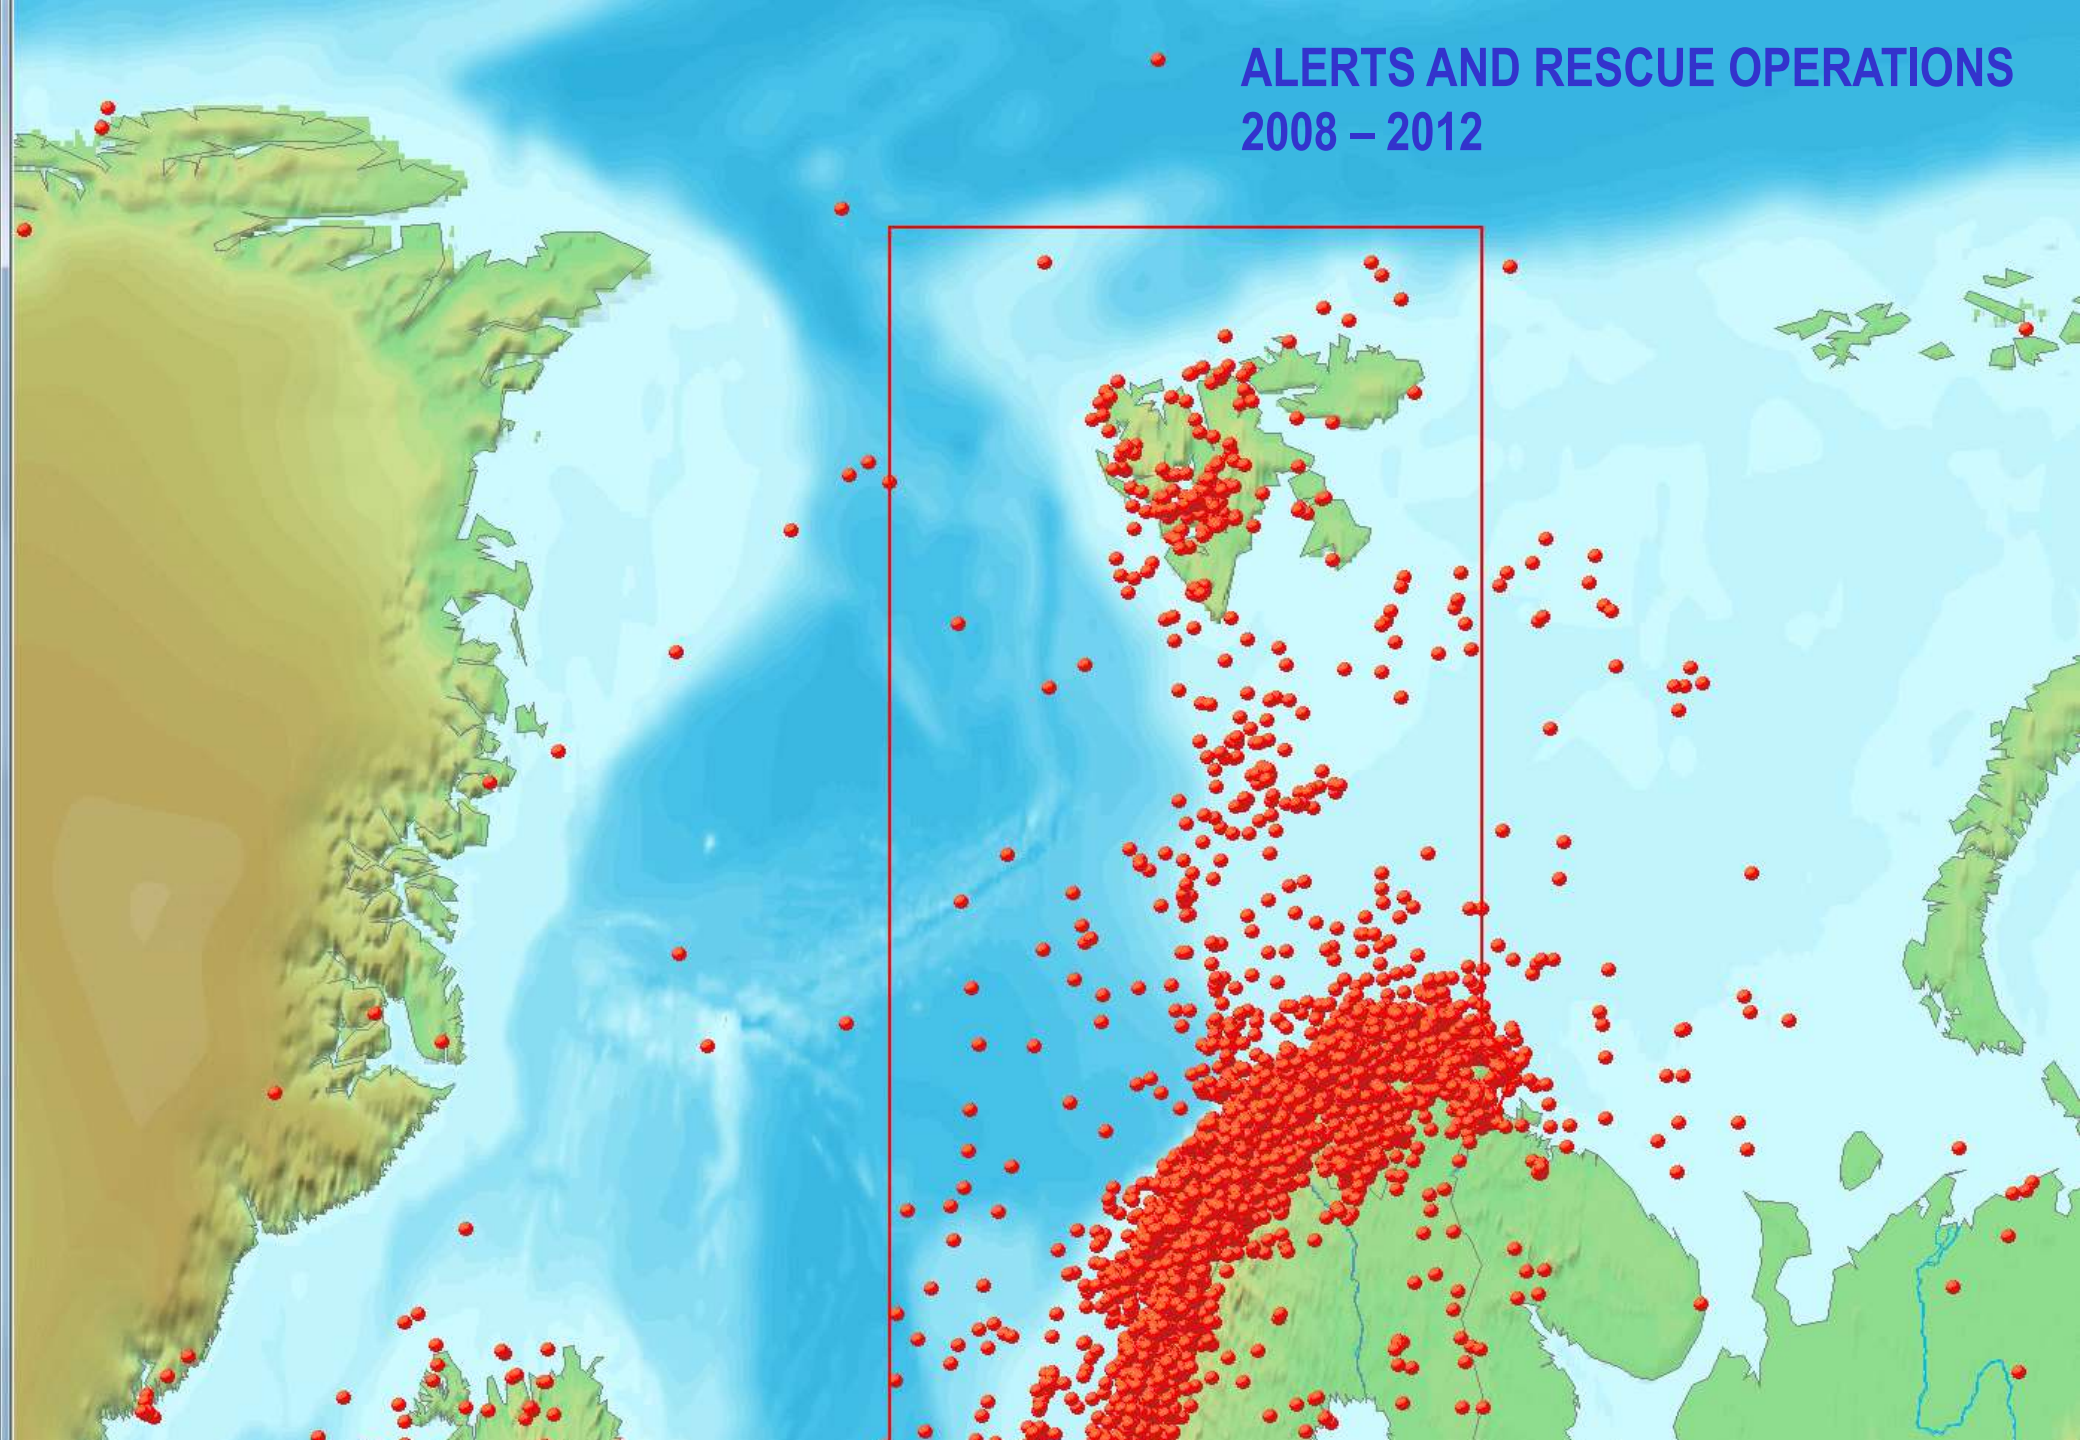 ALERTS AND RESCUE OPERATIONS
2008 – 2012